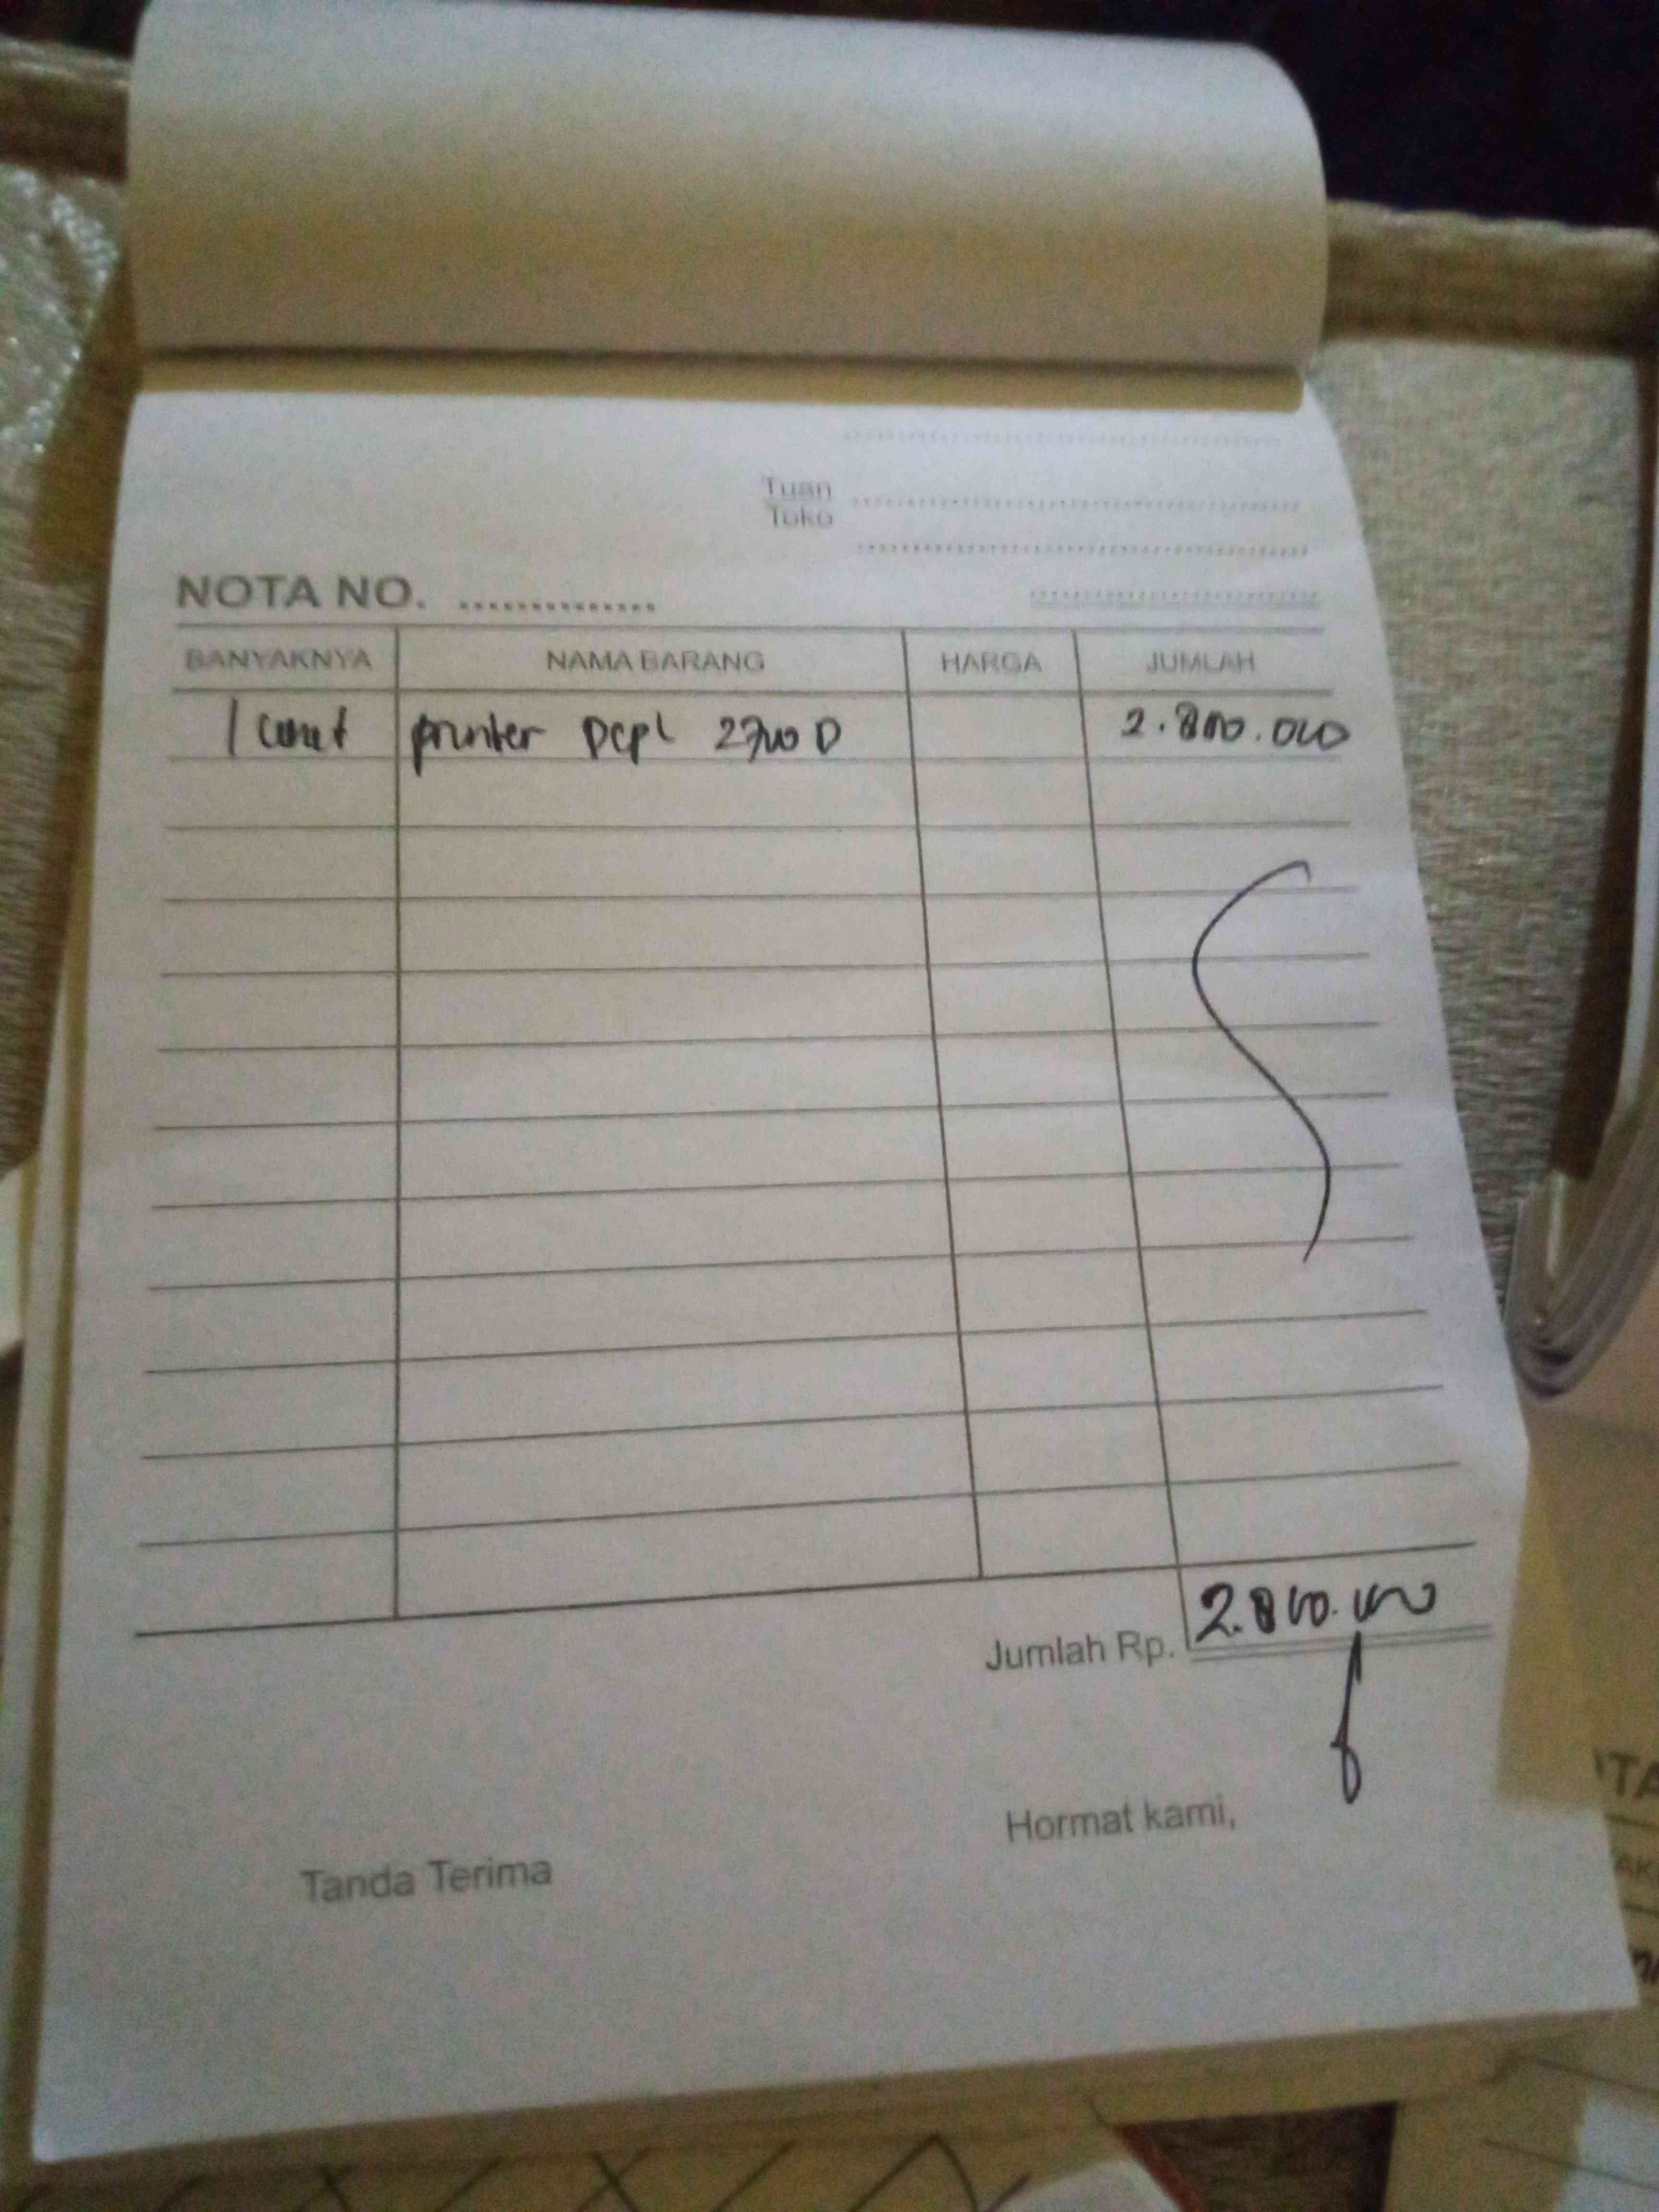 Tuan
Toko
NOTA NO. ..............
BANYAKNYA NAMA BARANG HARGA JUMLAH
1 unit printer Dcpl 2700 D 2.800.000
Jumlah Rp. 2.800.000
Hormat kami,
Tanda Terima